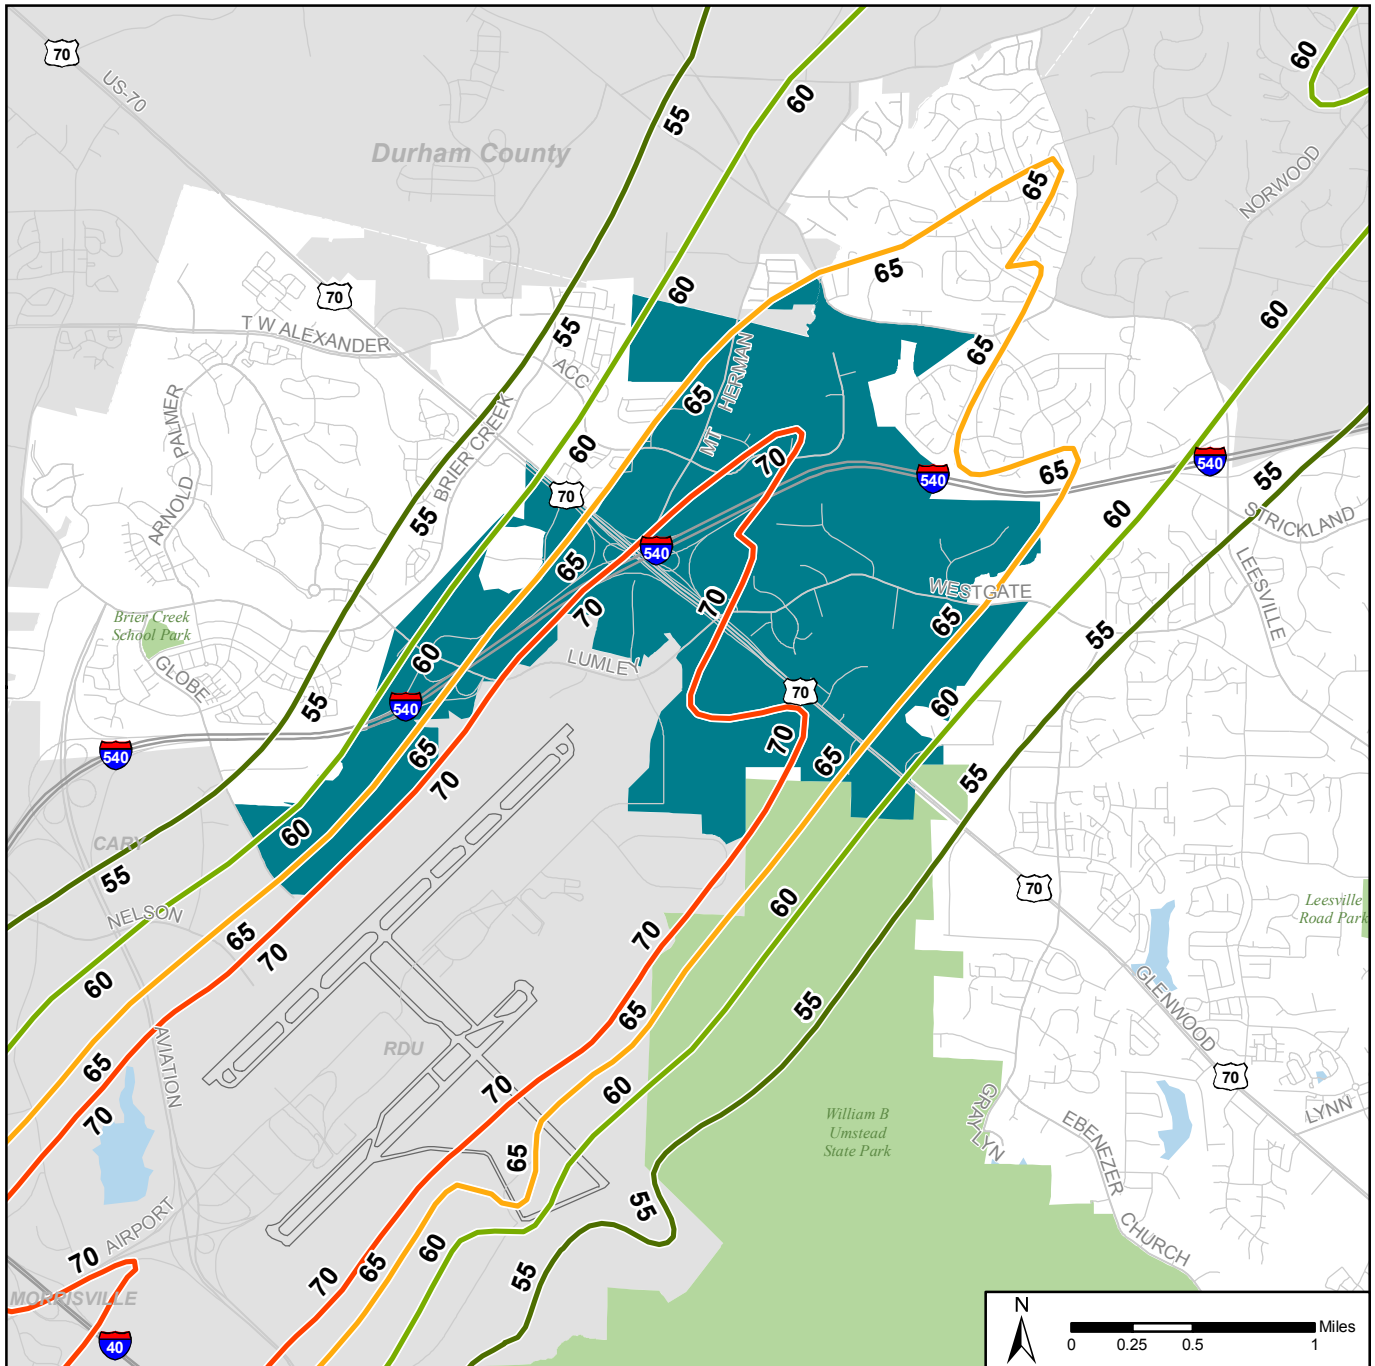 70
US-70
55
60
60
Durham County
65
NORWOOD
70
T W ALEXANDER
60
65
60
55
ACC
MT HERMAN
65
65
ARNOLD PALMER
BRIER CREEK
60
70
70
65
540
540
55
55
60
STRICKLAND
540
65
70
70
WESTGATE
LEESVILLE
Brier Creek
School Park
GLOBE
60
LUMLEY
65
55
55
540
70
60
540
65
70
70
65
55
CARY
60
55
NELSON
65
70
70
60
70
Leesville
Road Park
60
65
55
GLENWOOD
AVIATION
65
70
RDU
70
60
70
William B
Umstead
State Park
GRAYLYN
EBENEZER
CHURCH
LYNN
65
55
AIRPORT
70
60
65
70
55
MORRISVILLE
40
N
Miles
0
0.25
0.5
1